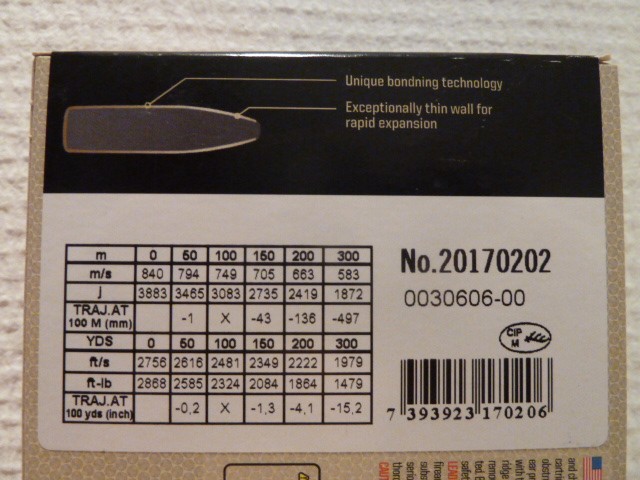 Unique bondning technology
Exceptionally thin wall for
rapid expansion
m 0 50 100 150 200 300
m/s 840 794 749 705 663 583
j 3883 3465 3083 2735 2419 1872
TRAJ.AT
100 M (mm) -1 X -43 -136 -497
YDS 0 50 100 150 200 300
ft/s 2756 2616 2481 2349 2222 1979
ft-lb 2868 2585 2324 2084 1864 1479
TRAJ.AT
100 yds (inch) -0,2 X -1,3 -4,1 -15,2
No.20170202
0030606-00
CIP
M
7 393923 170206